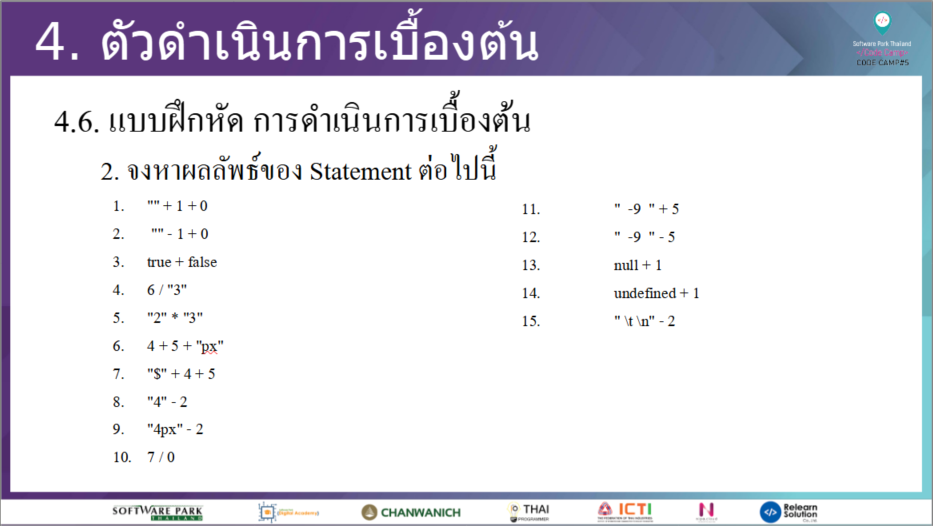 4. ตัวดำเนินการเบื้องต้น
Software Park Thailand
CODE CAMP#5
4.6. แบบฝึกหัด การดำเนินการเบื้องต้น
2. จงหาผลลัพธ์ของ Statement ต่อไปนี้
1. "" + 1 + 0
2. "" - 1 + 0
3. true + false
4. 6 / "3"
5. "2" * "3"
6. 4 + 5 + "px"
7. "$" + 4 + 5
8. "4" - 2
9. "4px" - 2
10. 7 / 0
11. " -9 " + 5
12. " -9 " - 5
13. null + 1
14. undefined + 1
15. " \t \n" - 2
SOFTWARE PARK
THAILAND
CHANWANICH
THAI
PROGRAMMER
ICTI
N
Relearn
Solution